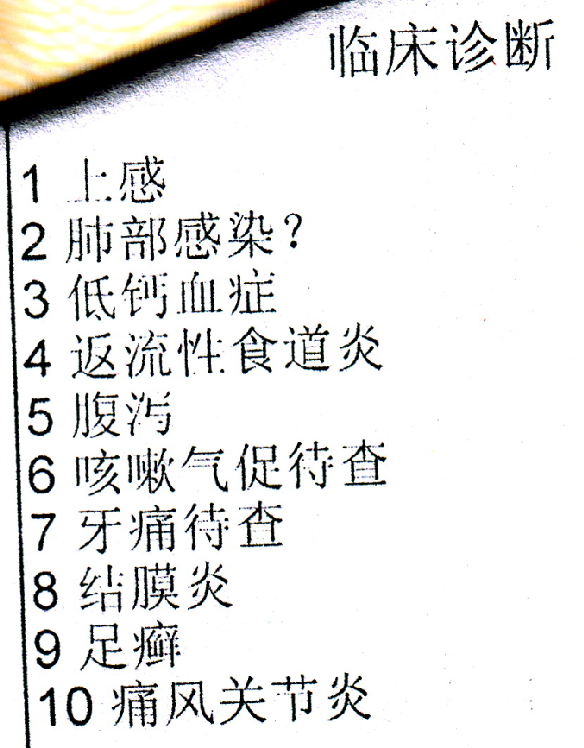 临床诊断
1 上感
2 肺部感染?
3 低钙血症
4 返流性食道炎
5 腹泻
6 咳嗽气促待查
7 牙痛待查
8 结膜炎
9 足癣
10 痛风关节炎